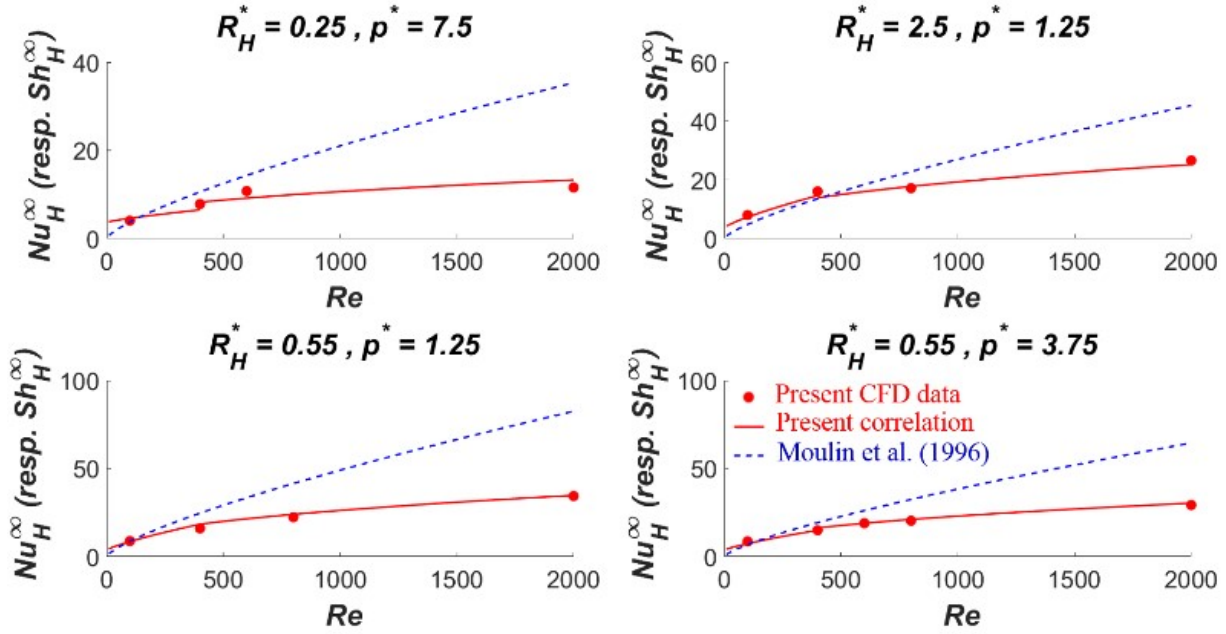 R*H = 0.25 , p* = 7.5
Nu∞H (resp. Sh∞H)
40
20
0
0 500 1000 1500 2000
Re
R*H = 2.5 , p* = 1.25
Nu∞H (resp. Sh∞H)
60
40
20
0
0 500 1000 1500 2000
Re
R*H = 0.55 , p* = 1.25
Nu∞H (resp. Sh∞H)
100
50
0
0 500 1000 1500 2000
Re
R*H = 0.55 , p* = 3.75
Nu∞H (resp. Sh∞H)
100
50
0
Present CFD data
Present correlation
Moulin et al. (1996)
0 500 1000 1500 2000
Re